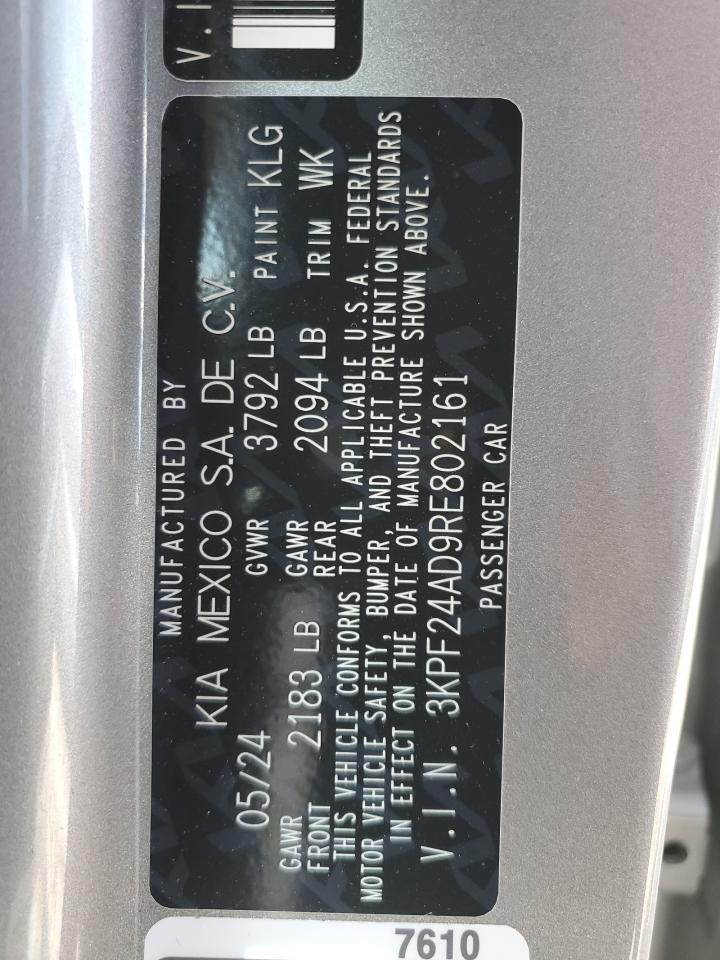 MANUFACTURED BY
KIA MEXICO S.A. DE C.V.
05/24 GVWR 3792 LB PAINT KLG
GAWR FRONT 2183 LB GAWR REAR 2094 LB TRIM WK
THIS VEHICLE CONFORMS TO ALL APPLICABLE U.S.A. FEDERAL
MOTOR VEHICLE SAFETY, BUMPER, AND THEFT PREVENTION STANDARDS
IN EFFECT ON THE DATE OF MANUFACTURE SHOWN ABOVE.
V.I.N. 3KPF24AD9RE802161
PASSENGER CAR
7610